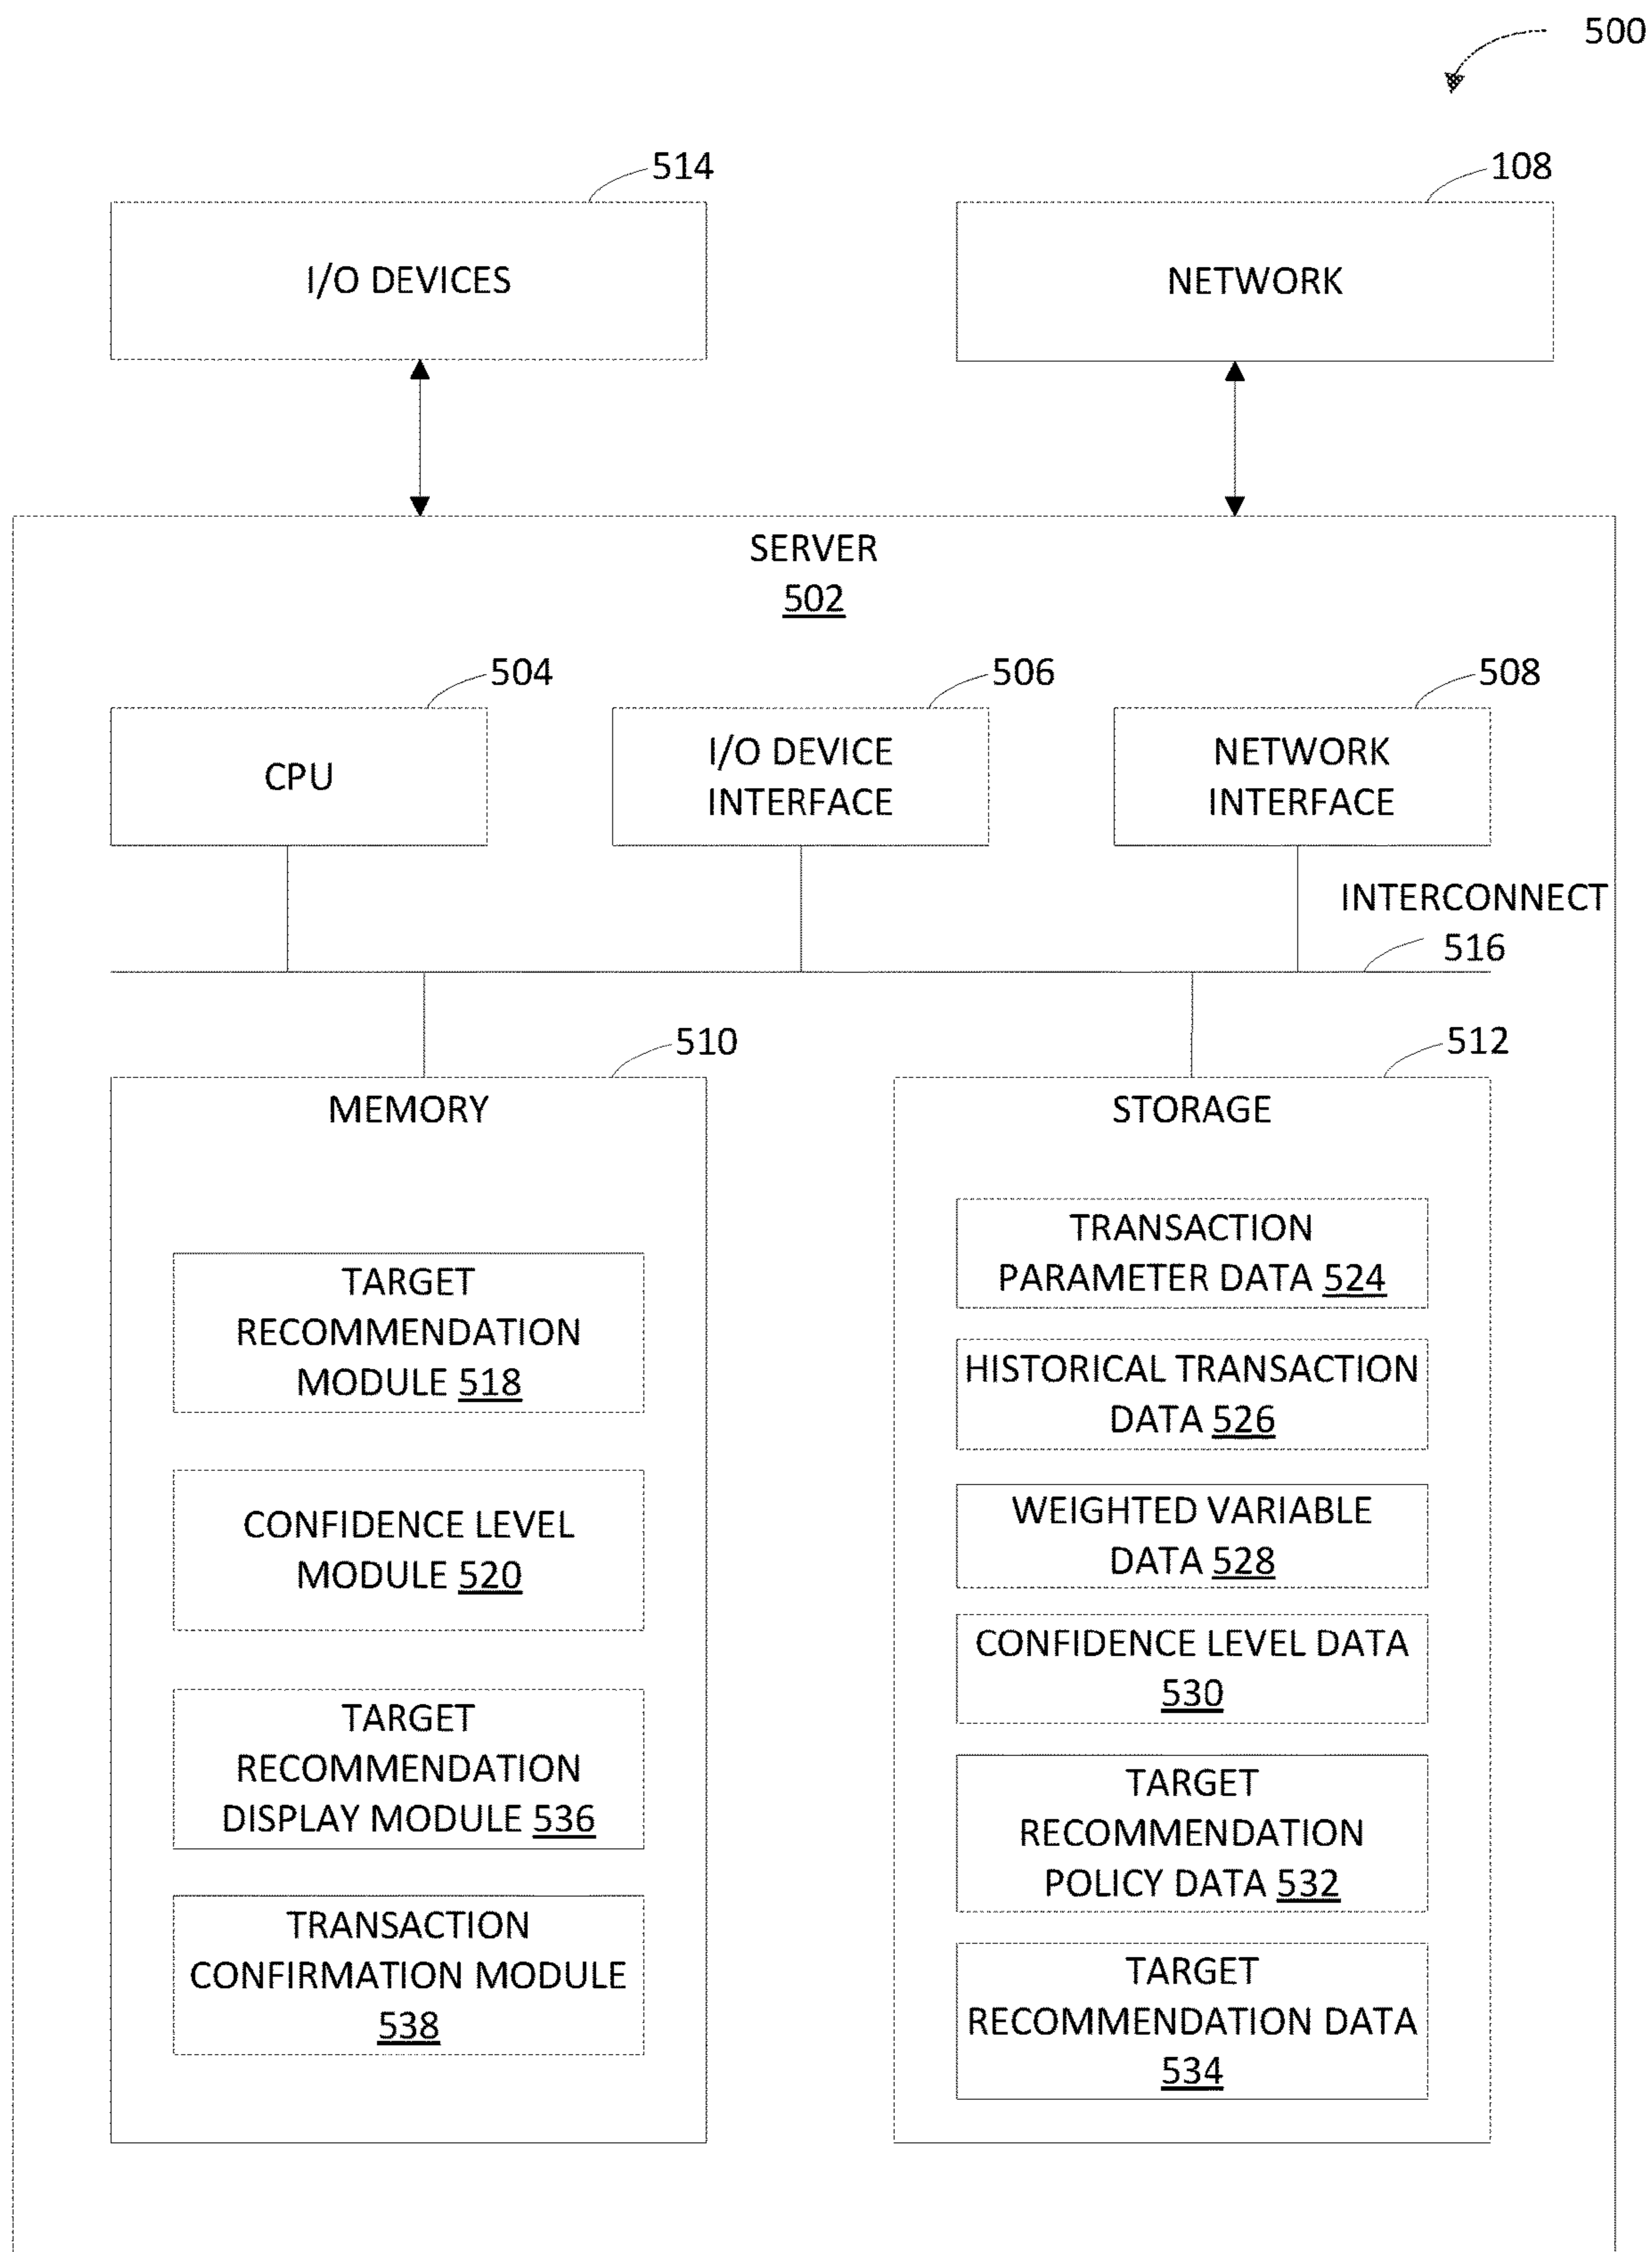 500
514
108
I/O DEVICES
NETWORK
SERVER
502
504
506
508
CPU
I/O DEVICE
INTERFACE
NETWORK
INTERFACE
INTERCONNECT
516
510
512
MEMORY
TARGET
RECOMMENDATION
MODULE 518
CONFIDENCE LEVEL
MODULE 520
TARGET
RECOMMENDATION
DISPLAY MODULE 536
TRANSACTION
CONFIRMATION MODULE
538
STORAGE
TRANSACTION
PARAMETER DATA 524
HISTORICAL TRANSACTION
DATA 526
WEIGHTED VARIABLE
DATA 528
CONFIDENCE LEVEL DATA
530
TARGET
RECOMMENDATION
POLICY DATA 532
TARGET
RECOMMENDATION DATA
534